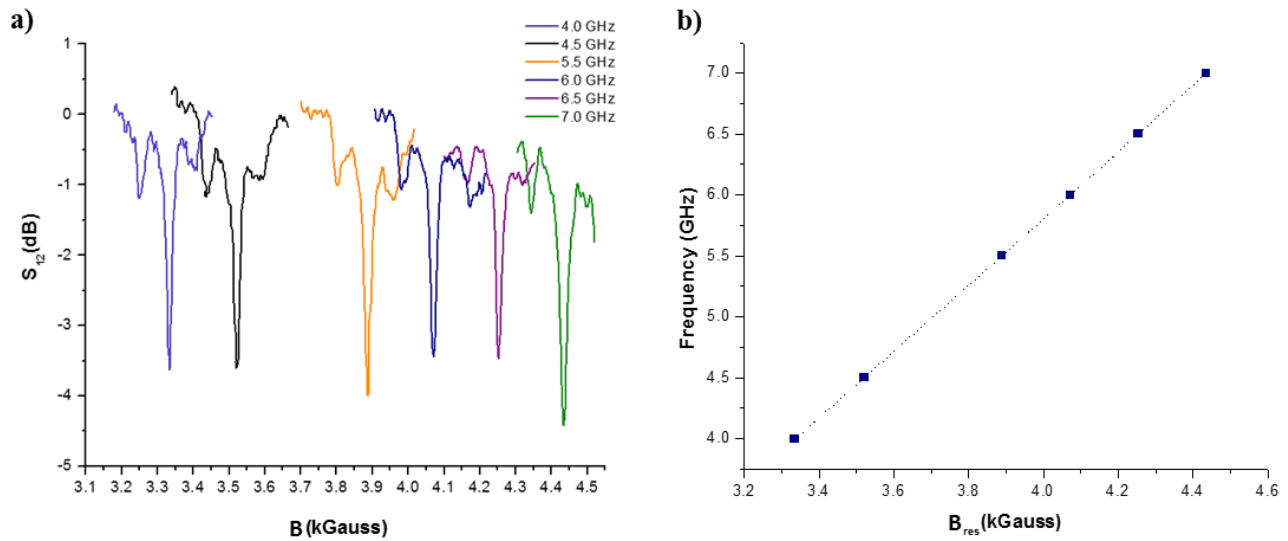 a)
4.0 GHz
4.5 GHz
5.5 GHz
6.0 GHz
6.5 GHz
7.0 GHz
1
0
-1
-2
-3
-4
-5
S12(dB)
3.1 3.2 3.3 3.4 3.5 3.6 3.7 3.8 3.9 4.0 4.1 4.2 4.3 4.4 4.5
B (kGauss)
b)
7.0
6.5
6.0
5.5
5.0
4.5
4.0
Frequency (GHz)
3.2 3.4 3.6 3.8 4.0 4.2 4.4 4.6
Bres(kGauss)